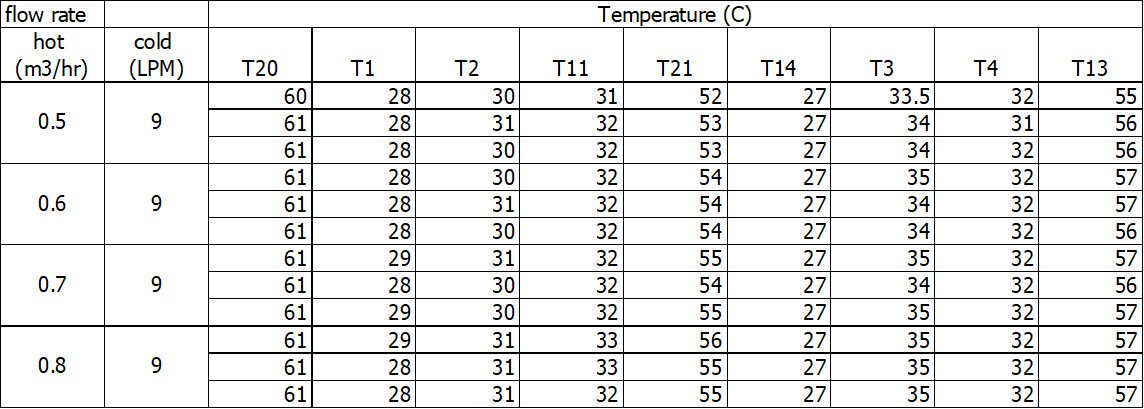 flow rate Temperature (C)
hot cold
(m3/hr) (LPM) T20 T1 T2 T11 T21 T14 T3 T4 T13
60 28 30 31 52 27 33.5 32 55
0.5 9 61 28 31 32 53 27 34 31 56
61 28 30 32 53 27 34 32 56
61 28 30 32 54 27 35 32 57
0.6 9 61 28 31 32 54 27 34 32 57
61 28 30 32 54 27 34 32 56
61 29 31 32 55 27 35 32 57
0.7 9 61 28 30 32 54 27 34 32 56
61 29 30 32 55 27 35 32 57
61 29 31 33 56 27 35 32 57
0.8 9 61 28 31 33 55 27 35 32 57
61 28 31 32 55 27 35 32 57